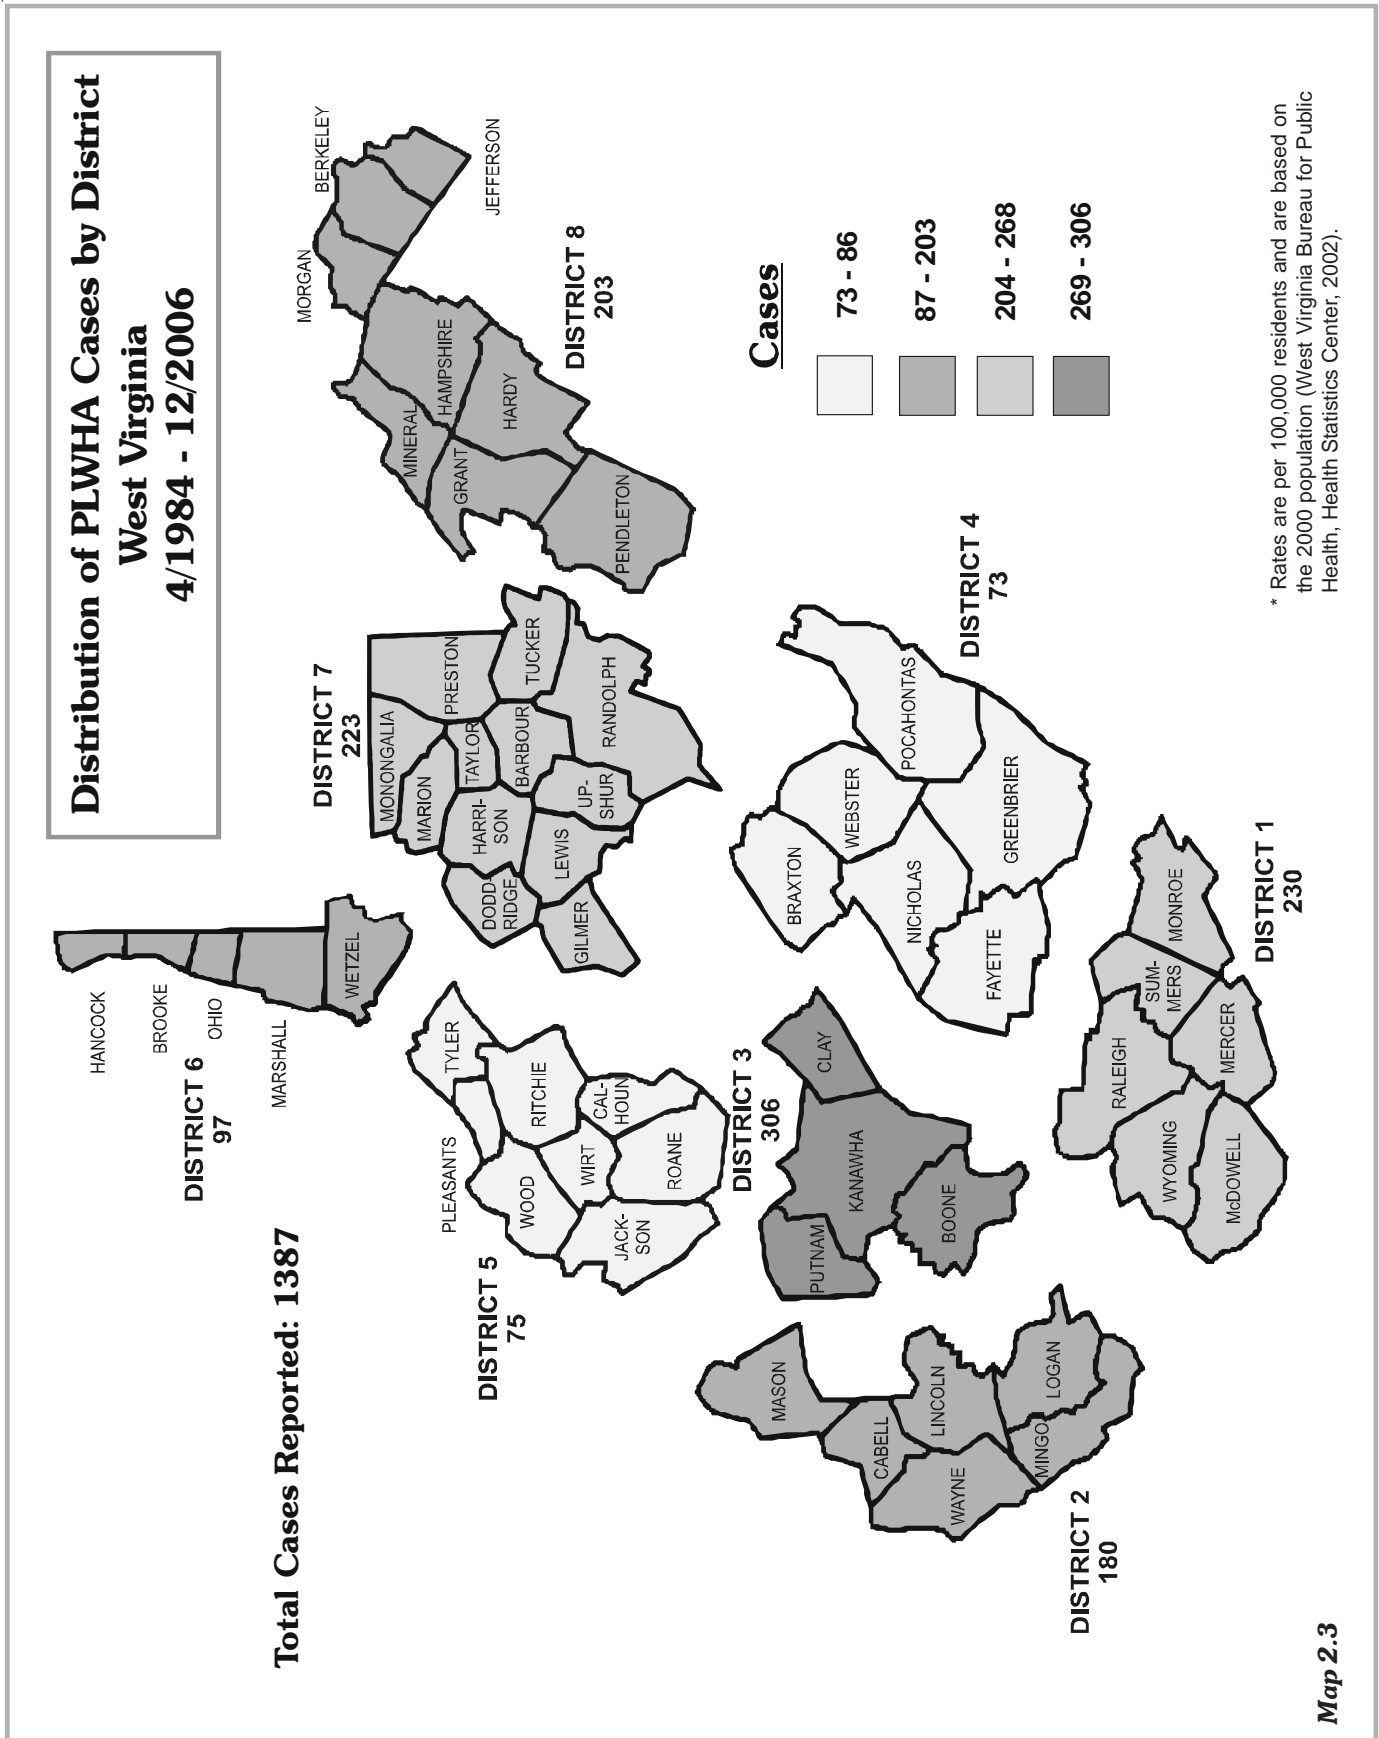 Distribution of PLWHA Cases by District
West Virginia
4/1984 - 12/2006
Total Cases Reported: 1387
HANCOCK
BROOKE
OHIO
MARSHALL
WETZEL
DISTRICT 6
97
DISTRICT 7
223
MONONGALIA
PRESTON
MARION
TAYLOR
TUCKER
HARRI-
SON
BARBOUR
DODD-
RIDGE
LEWIS
UP-
SHUR
RANDOLPH
GILMER
MORGAN
BERKELEY
JEFFERSON
MINERAL
HAMPSHIRE
GRANT
HARDY
PENDLETON
DISTRICT 8
203
PLEASANTS
TYLER
RITCHIE
WOOD
WIRT
CAL-
HOUN
JACK-
SON
ROANE
DISTRICT 5
75
DISTRICT 3
306
PUTNAM
KANAWHA
CLAY
BOONE
BRAXTON
WEBSTER
POCAHONTAS
NICHOLAS
GREENBRIER
FAYETTE
DISTRICT 4
73
MASON
CABELL
LINCOLN
WAYNE
MINGO
LOGAN
DISTRICT 2
180
RALEIGH
SUM-
MERS
MONROE
WYOMING
MERCER
McDOWELL
DISTRICT 1
230
Cases
73 - 86
87 - 203
204 - 268
269 - 306
* Rates are per 100,000 residents and are based on
the 2000 population (West Virginia Bureau for Public
Health, Health Statistics Center, 2002).
Map 2.3